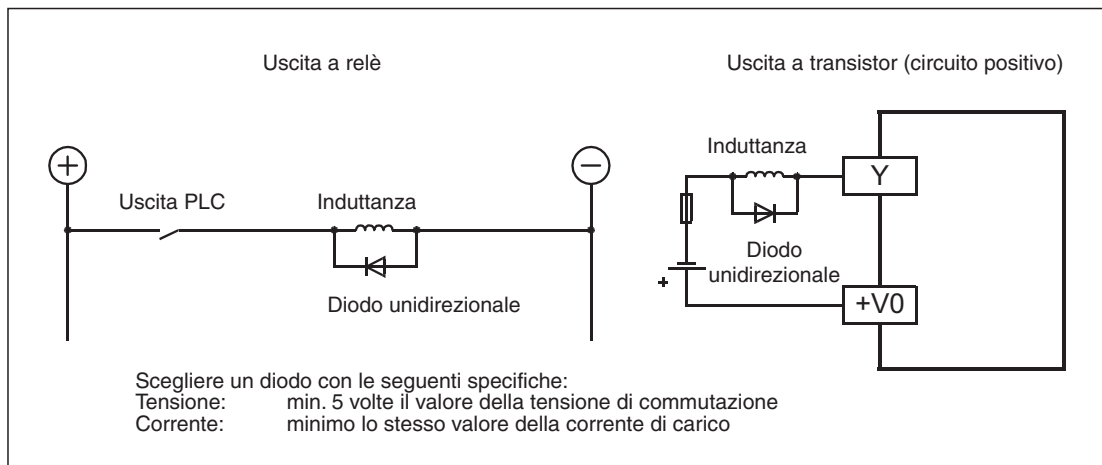 Uscita a relè
Uscita a transistor (circuito positivo)
+
−
Uscita PLC
Induttanza
Diodo unidirezionale
Induttanza
Y
Diodo
unidirezionale
+
+V0
Scegliere un diodo con le seguenti specifiche:
Tensione: min. 5 volte il valore della tensione di commutazione
Corrente: minimo lo stesso valore della corrente di carico